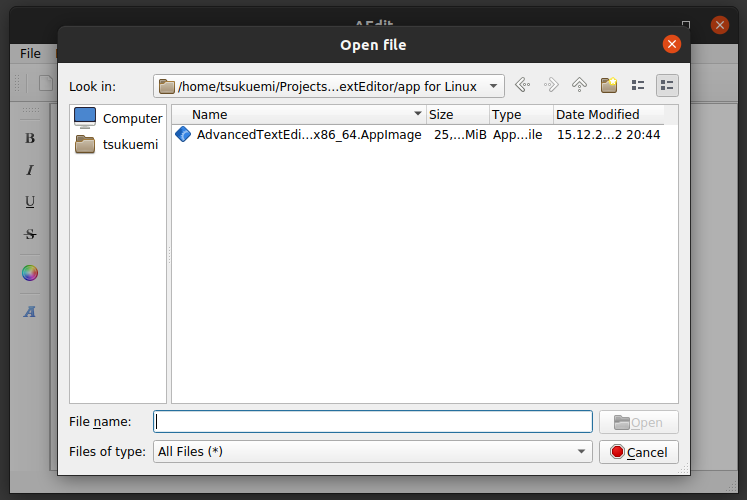 AEdit
Open file
File
Look in: /home/tsukuemi/Projects...extEditor/app for Linux
Computer
tsukuemi
Name Size Type Date Modified
AdvancedTextEdi...x86_64.AppImage 25,...MiB App...ile 15.12.2...2 20:44
B
I
U
S
A
File name: Open
Files of type: All Files (*) Cancel